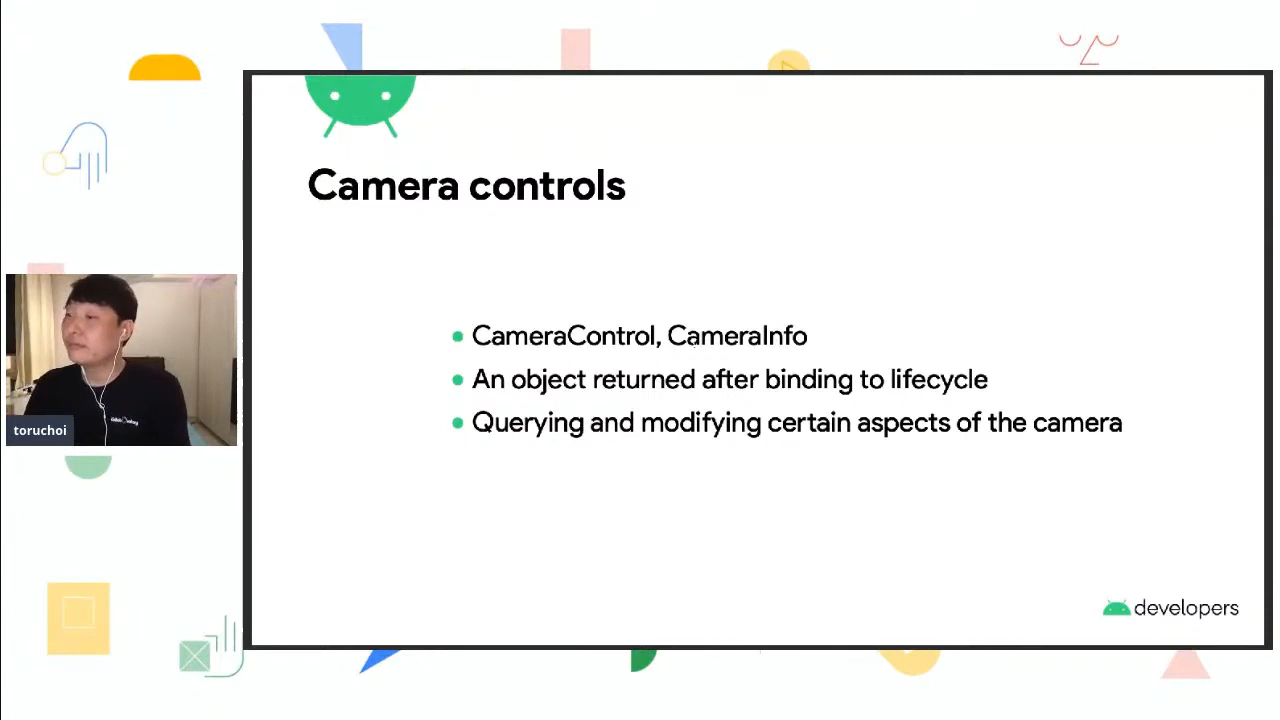 Camera controls
CameraControl, CameraInfo
An object returned after binding to lifecycle
Querying and modifying certain aspects of the camera
toruchoi
developers